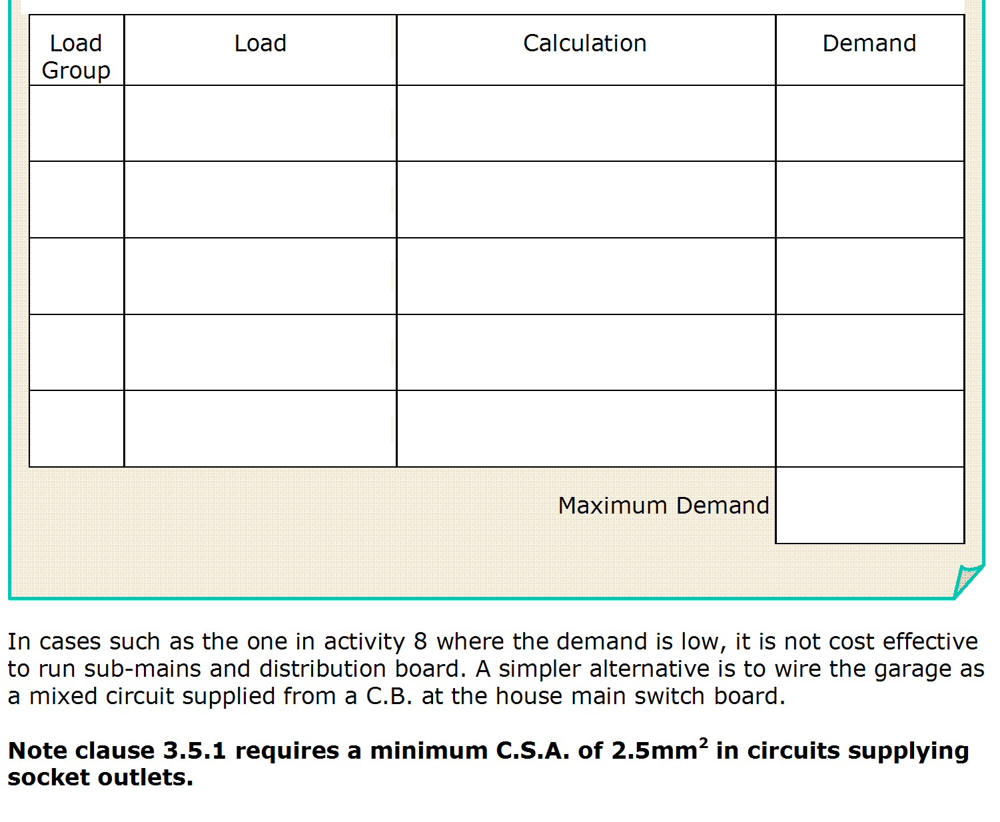 Load Group
Load
Calculation
Demand
Maximum Demand
In cases such as the one in activity 8 where the demand is low, it is not cost effective
to run sub-mains and distribution board. A simpler alternative is to wire the garage as
a mixed circuit supplied from a C.B. at the house main switch board.
Note clause 3.5.1 requires a minimum C.S.A. of 2.5mm² in circuits supplying
socket outlets.